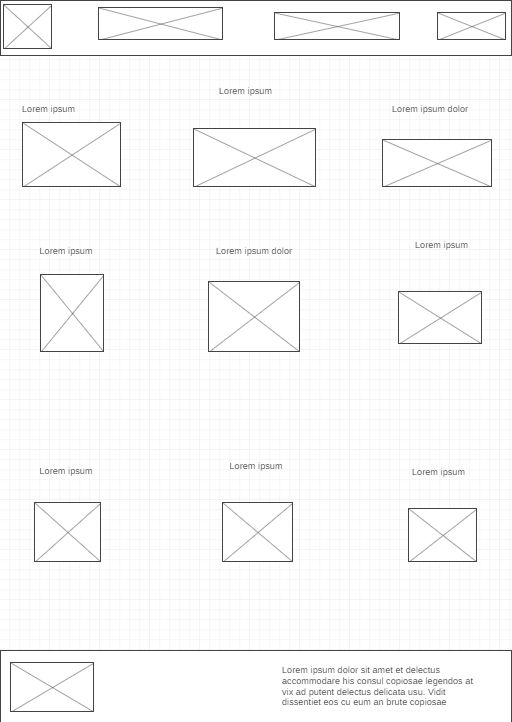 Lorem ipsum
Lorem ipsum
Lorem ipsum dolor
Lorem ipsum
Lorem ipsum dolor
Lorem ipsum
Lorem ipsum
Lorem ipsum
Lorem ipsum
Lorem ipsum dolor sit amet et delectus
accommodare his consul copiosae legendos at
vix ad putent delectus delicata usu. Vidit
dissentiet eos cu eum an brute copiosae